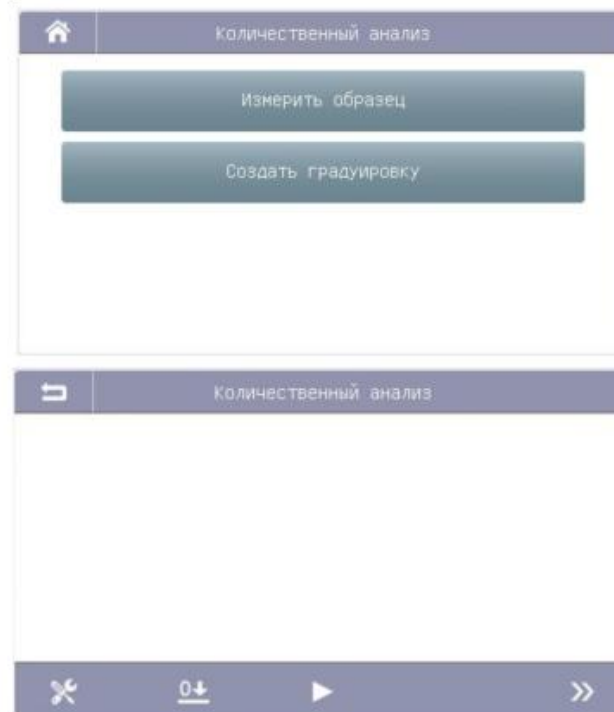 Количественный анализ
Измерить образец
Создать градуировку
Количественный анализ
0